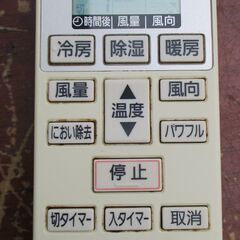 切
時間後 風量 風向
冷房 除湿 暖房
風量 ▲ 風向
温度
におい除去 ▼ パワフル
停止
切タイマー 入タイマー 取消